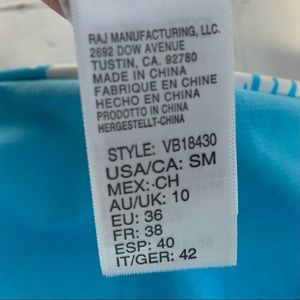 RAJ MANUFACTURING, LLC.
2692 DOW AVENUE
TUSTIN, CA. 92780
MADE IN CHINA
FABRIQUE EN CHINE
HECHO EN CHINA
PRODOTTO IN CHINA
HERGESTELLT-CHINA
STYLE: VB18430
USA/CA: SM
MEX: CH
AU/UK: 10
EU: 36
FR: 38
ESP: 40
IT/GER: 42